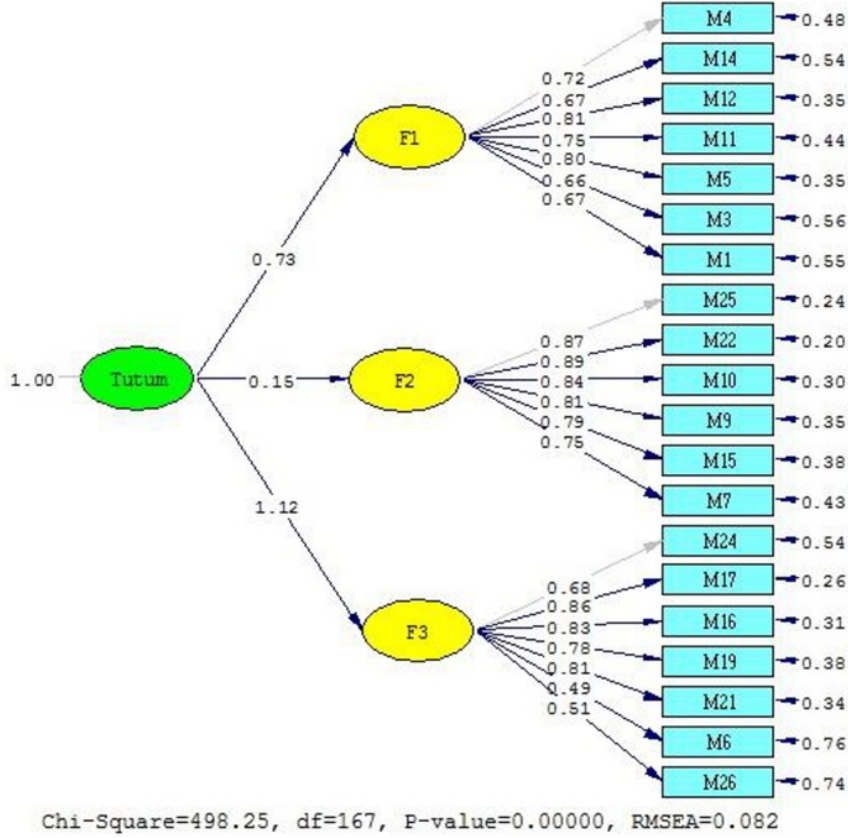 M4 0.48
0.72
M14 0.54
0.67
M12 0.35
0.81
F1
M11 0.44
0.75
0.80
M5 0.35
0.66
M3 0.56
0.67
M1 0.55
0.73
M25 0.24
0.87
M22 0.20
0.89
1.00 Tutum 0.15 F2
0.84
M10 0.30
0.81
M9 0.35
0.79
M15 0.38
0.75
M7 0.43
1.12
M24 0.54
0.68
M17 0.26
0.86
M16 0.31
0.83
F3
0.78
M19 0.38
0.81
M21 0.34
0.49
0.51
M6 0.76
M26 0.74
Chi-Square=498.25, df=167, P-value=0.00000, RMSEA=0.082